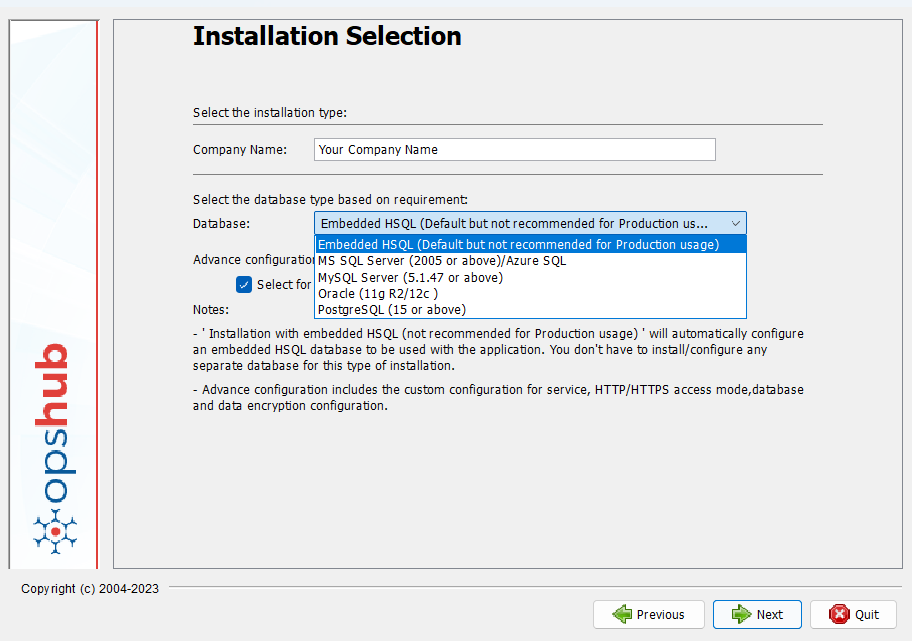 Installation Selection
Select the installation type:
Company Name:
Your Company Name
Select the database type based on requirement:
Database:
Embedded HSQL (Default but not recommended for Production us...
Embedded HSQL (Default but not recommended for Production usage)
MS SQL Server (2005 or above)/Azure SQL
MySQL Server (5.1.47 or above)
Oracle (11g R2/12c )
PostgreSQL (15 or above)
Advance configuratio
Select for
Notes:
- ' Installation with embedded HSQL (not recommended for Production usage) ' will automatically configure
an embedded HSQL database to be used with the application. You don't have to install/configure any
separate database for this type of installation.
- Advance configuration includes the custom configuration for service, HTTP/HTTPS access mode,database
and data encryption configuration.
opshub
Copyright (c) 2004-2023
Previous
Next
Quit